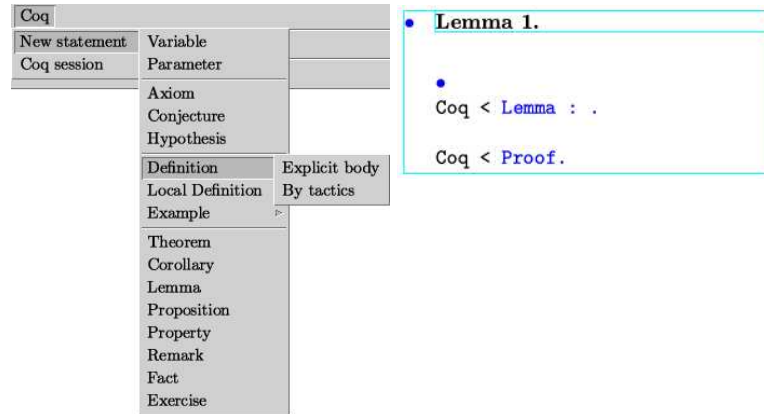 Coq
New statement
Coq session
Variable
Parameter
Axiom
Conjecture
Hypothesis
Definition
Local Definition
Example
Theorem
Corollary
Lemma
Proposition
Property
Remark
Fact
Exercise
Explicit body
By tactics
Lemma 1.
Coq < Lemma : .
Coq < Proof.